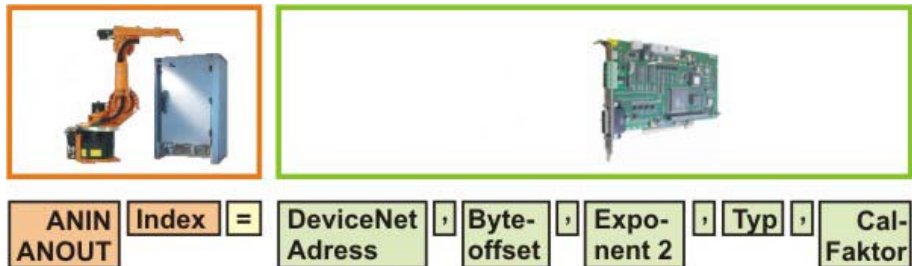 ANIN ANOUT Index = DeviceNet Adress , Byte-offset , Expo-nent 2 , Typ , Cal-Faktor